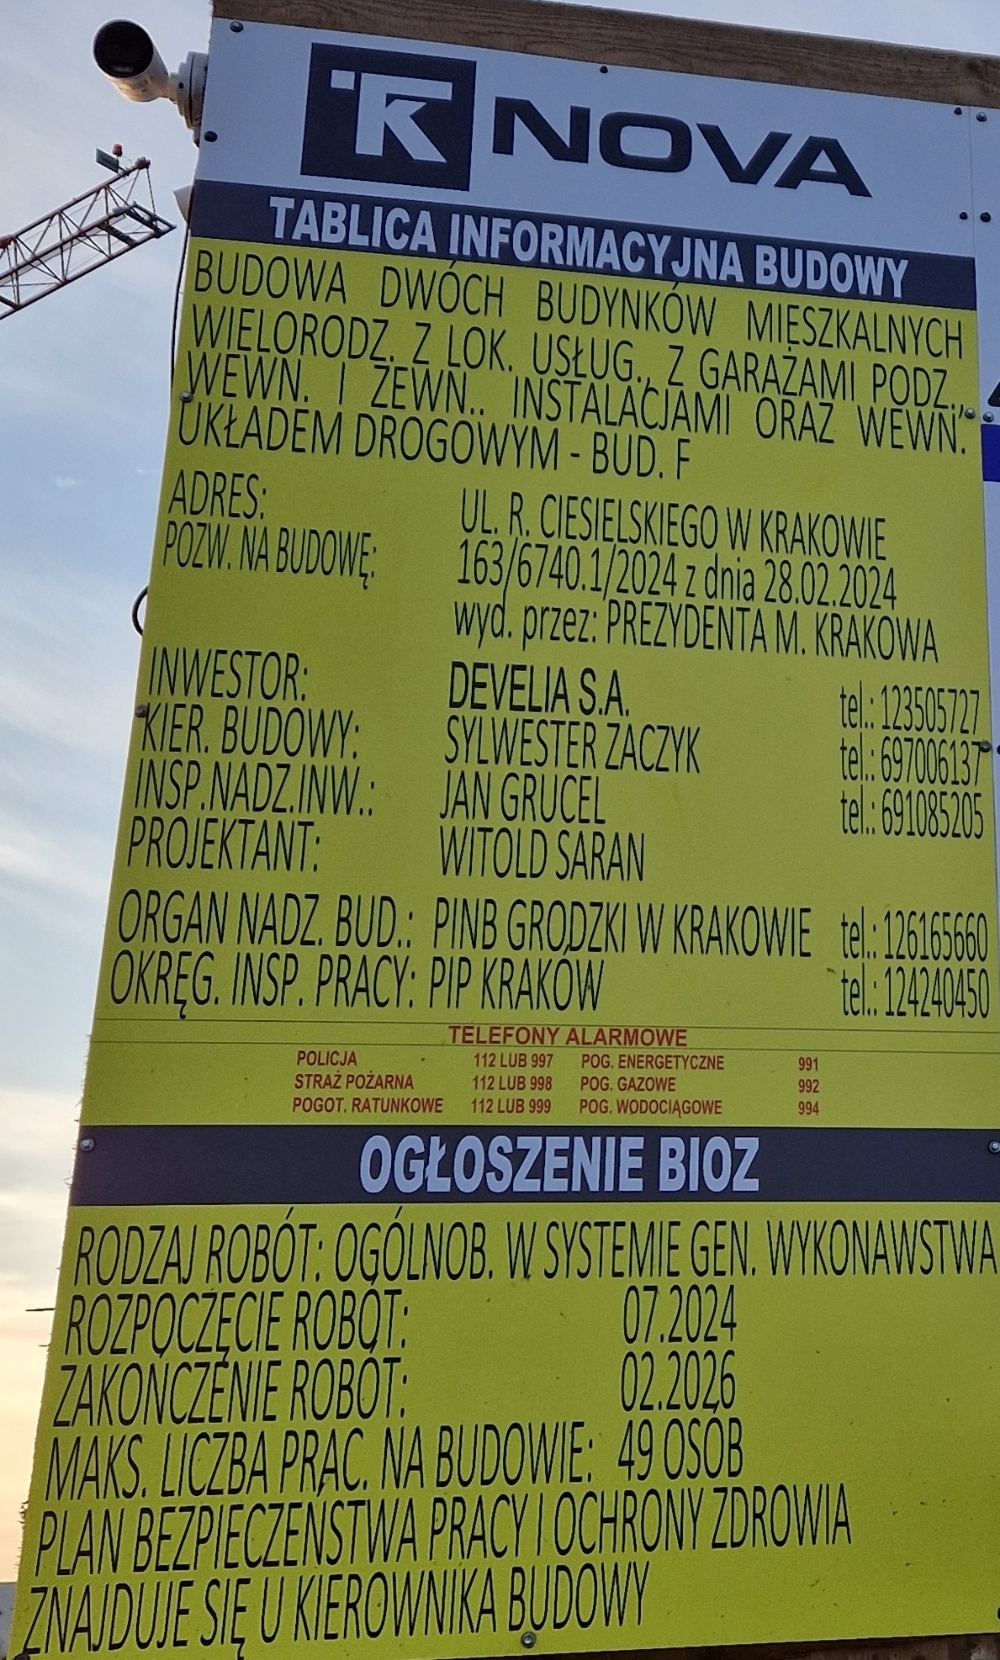 TK NOVA
TABLICA INFORMACYJNA BUDOWY
BUDOWA DWÓCH BUDYNKÓW MIESZKALNYCH
WIELORODZ. Z LOK. USŁUG., Z GARAŻAMI PODZ.,
WEWN. I ZEWN.. INSTALACJAMI ORAZ WEWN.
UKŁADEM DROGOWYM - BUD. F
ADRES: UL. R. CIESIELSKIEGO W KRAKOWIE
POZW. NA BUDOWĘ: 163/6740.1/2024 z dnia 28.02.2024
wyd. przez: PREZYDENTA M. KRAKOWA
INWESTOR: DEVELIA S.A. tel.: 123505727
KIER. BUDOWY: SYLWESTER ZACZYK tel.: 697006137
INSP.NADZ.INW.: JAN GRUCEL tel.: 691085205
PROJEKTANT: WITOLD SARAN
ORGAN NADZ. BUD.: PINB GRODZKI W KRAKOWIE tel.: 126165660
OKRĘG. INSP. PRACY: PIP KRAKÓW tel.: 124240450
TELEFONY ALARMOWE
POLICJA 112 LUB 997 POG. ENERGETYCZNE 991
STRAŻ POŻARNA 112 LUB 998 POG. GAZOWE 992
POGOT. RATUNKOWE 112 LUB 999 POG. WODOCIĄGOWE 994
OGŁOSZENIE BIOZ
RODZAJ ROBÓT: OGÓLNOB. W SYSTEMIE GEN. WYKONAWSTWA
ROZPOCZĘCIE ROBÓT: 07.2024
ZAKOŃCZENIE ROBÓT: 02.2026
MAKS. LICZBA PRAC. NA BUDOWIE: 49 OSÓB
PLAN BEZPIECZEŃSTWA PRACY I OCHRONY ZDROWIA
ZNAJDUJE SIĘ U KIEROWNIKA BUDOWY